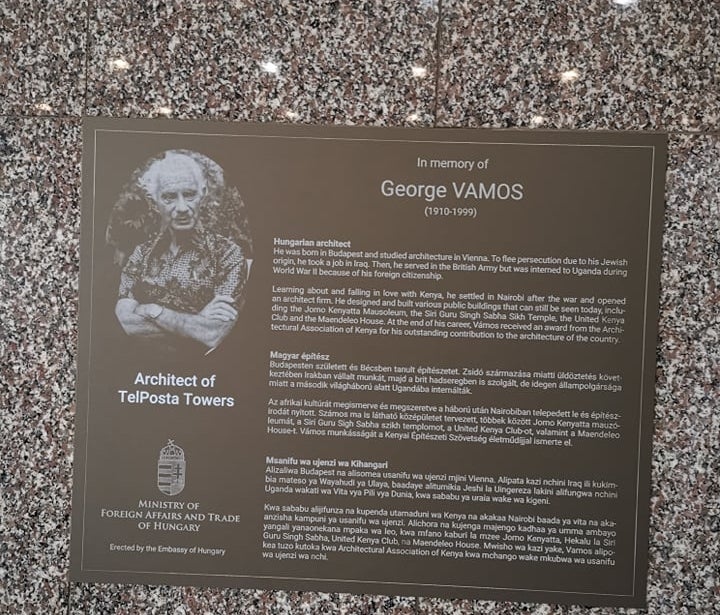 In memory of
George VAMOS
(1910-1999)
Hungarian architect
He was born in Budapest and studied architecture in Vienna. To flee persecution due to his Jewish
origin, he took a job in Iraq. Then, he served in the British Army but was interned to Uganda during
World War II because of his foreign citizenship.
Learning about and falling in love with Kenya, he settled in Nairobi after the war and opened
an architect firm. He designed and built various public buildings that can still be seen today, inclu-
ding the Jomo Kenyatta Mausoleum, the Siri Guru Singh Sabha Sikh Temple, the United Kenya
Club and the Maendeleo House. At the end of his career, Vámos received an award from the Archi-
tectural Association of Kenya for his outstanding contribution to the architecture of the country.
Magyar építész
Budapesten született és Bécsben tanult építészetet. Zsidó származása miatti üldöztetés követ-
keztében Irakban vállalt munkát, majd a brit hadseregben is szolgált, de idegen állampolgársága
miatt a második világháború alatt Ugandába internálták.
Az afrikai kultúrát megismerve és megszeretve a háború után Nairobiban telepedett le és építész-
irodát nyitott. Számos ma is látható középületet tervezett, többek között Jomo Kenyatta mauzó-
leumát, a Siri Guru Sigh Sabha szikh templomot, a United Kenya Club-ot, valamint a Maendeleo
House-t. Vámos munkásságát a Kenyai Építészeti Szövetség életműdíjjal ismerte el.
Msanifu wa ujenzi wa Kihangari
Alizaliwa Budapest na alisomea usanifu wa ujenzi mjini Vienna. Alipata kazi nchini Iraq ili kukim-
bia mateso ya Wayahudi ya Ulaya, baadaye alitumikia Jeshi la Uingereza lakini alifungwa nchini
Uganda wakati wa Vita vya Pili vya Dunia, kwa sababu ya uraia wake wa kigeni.
Kwa sababu alijifunza na kupenda utamaduni wa Kenya na akakaa Nairobi baada ya vita na aka-
anzisha kampuni ya usanifu wa ujenzi. Alichora na kujenga majengo kadhaa ya umma ambayo
yangali yanaonekana mpaka wa leo, kwa mfano kaburi la mzee Jomo Kenyatta, Hekalu la Siri
Guru Singh Sabha, United Kenya Club, na Maendeleo House. Mwisho wa kazi yake, Vamos alipo-
kea tuzo kutoka kwa Architectural Association of Kenya kwa mchango wake mkubwa wa usanifu
wa ujenzi wa nchi.
Architect of
TelPosta Towers
MINISTRY OF
FOREIGN AFFAIRS AND TRADE
OF HUNGARY
Erected by the Embassy of Hungary